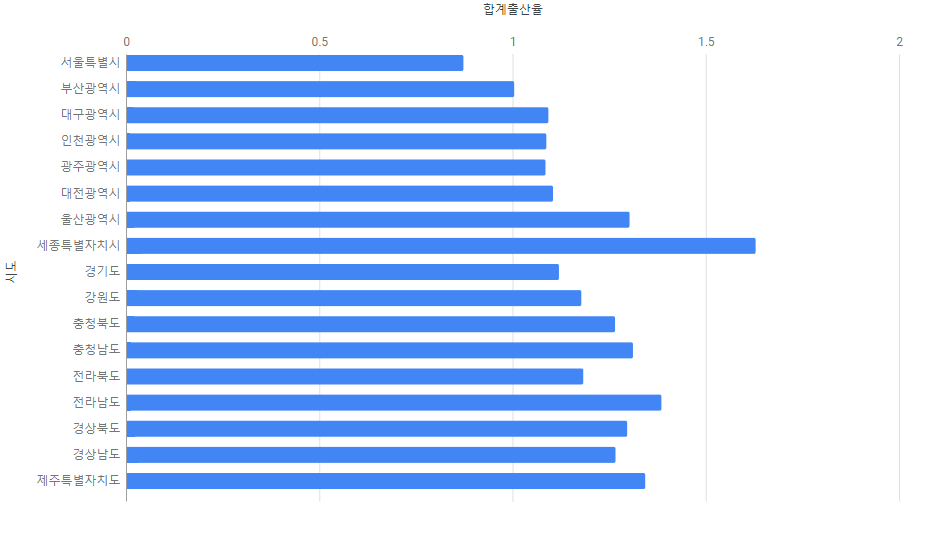 합계출산율
0 0.5 1 1.5 2
서울특별시
부산광역시
대구광역시
인천광역시
광주광역시
대전광역시
울산광역시
세종특별자치시
경기도
강원도
충청북도
충청남도
전라북도
전라남도
경상북도
경상남도
제주특별자치도
시도